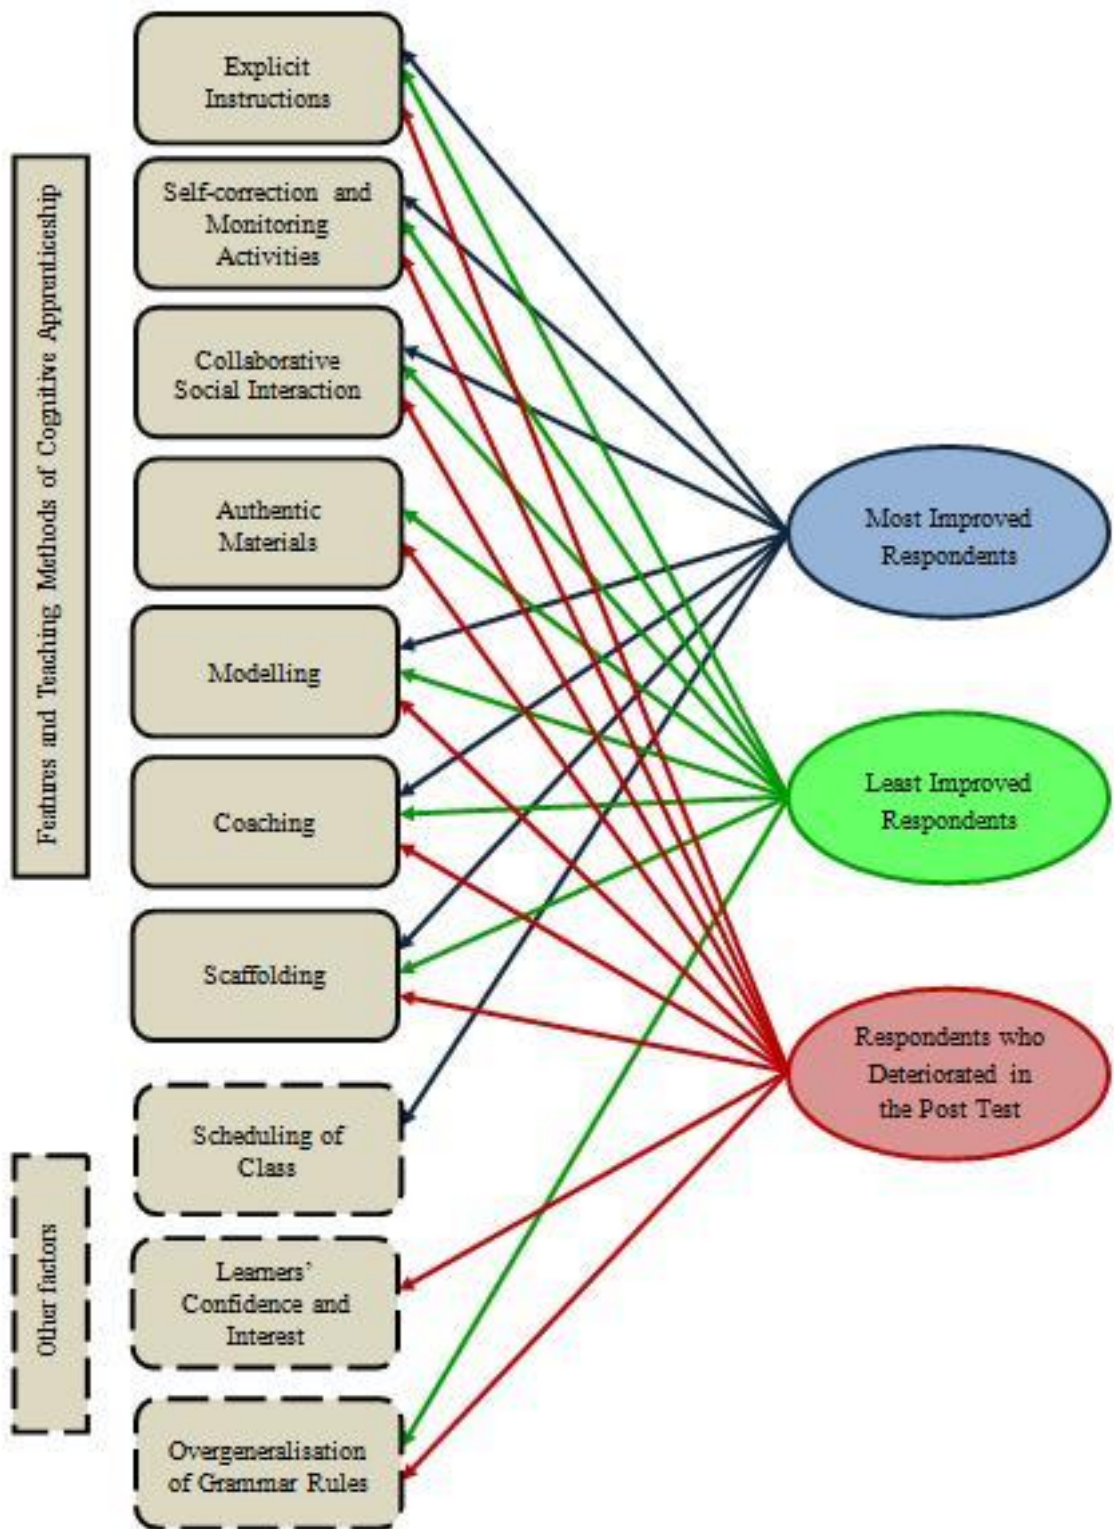 Features and Teaching Methods of Cognitive Apprenticeship
Explicit
Instructions
Self-correction and
Monitoring
Activities
Collaborative
Social Interaction
Authentic
Materials
Modelling
Coaching
Scaffolding
Other factors
Scheduling of
Class
Learners’
Confidence and
Interest
Overgeneralisation
of Grammar Rules
Most Improved
Respondents
Least Improved
Respondents
Respondents who
Deteriorated in
the Post Test